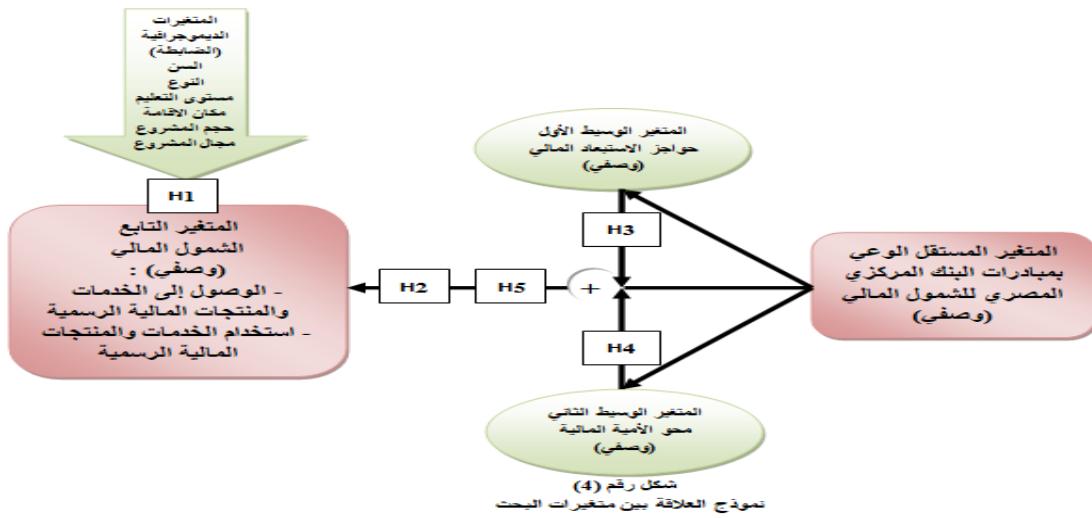 المتغيرات
الديموجرافية
(الضابطة)
السن
النوع
مستوى التعليم
مكان الاقامة
حجم المشروع
مجال المشروع
H1
المتغير التابع
الشمول المالي
(وصفي) :
- الوصول إلى الخدمات
والمنتجات المالية الرسمية
- استخدام الخدمات والمنتجات
المالية الرسمية
المتغير الوسيط الأول
حواجز الاستبعاد المالي
(وصفي)
H3
H2
H5
+
H4
المتغير المستقل الوعي
بمبادرات البنك المركزي
المصري للشمول المالي
(وصفي)
المتغير الوسيط الثاني
محو الأمية المالية
(وصفي)
شكل رقم (4)
نموذج العلاقة بين متغيرات البحث